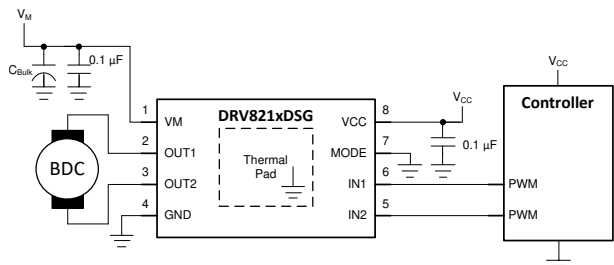 VM
CBulk
0.1 µF
BDC
DRV821xDSG
1
VM
2
OUT1
3
OUT2
4
GND
Thermal
Pad
8
VCC
7
MODE
6
IN1
5
IN2
VCC
0.1 µF
VCC
Controller
PWM
PWM